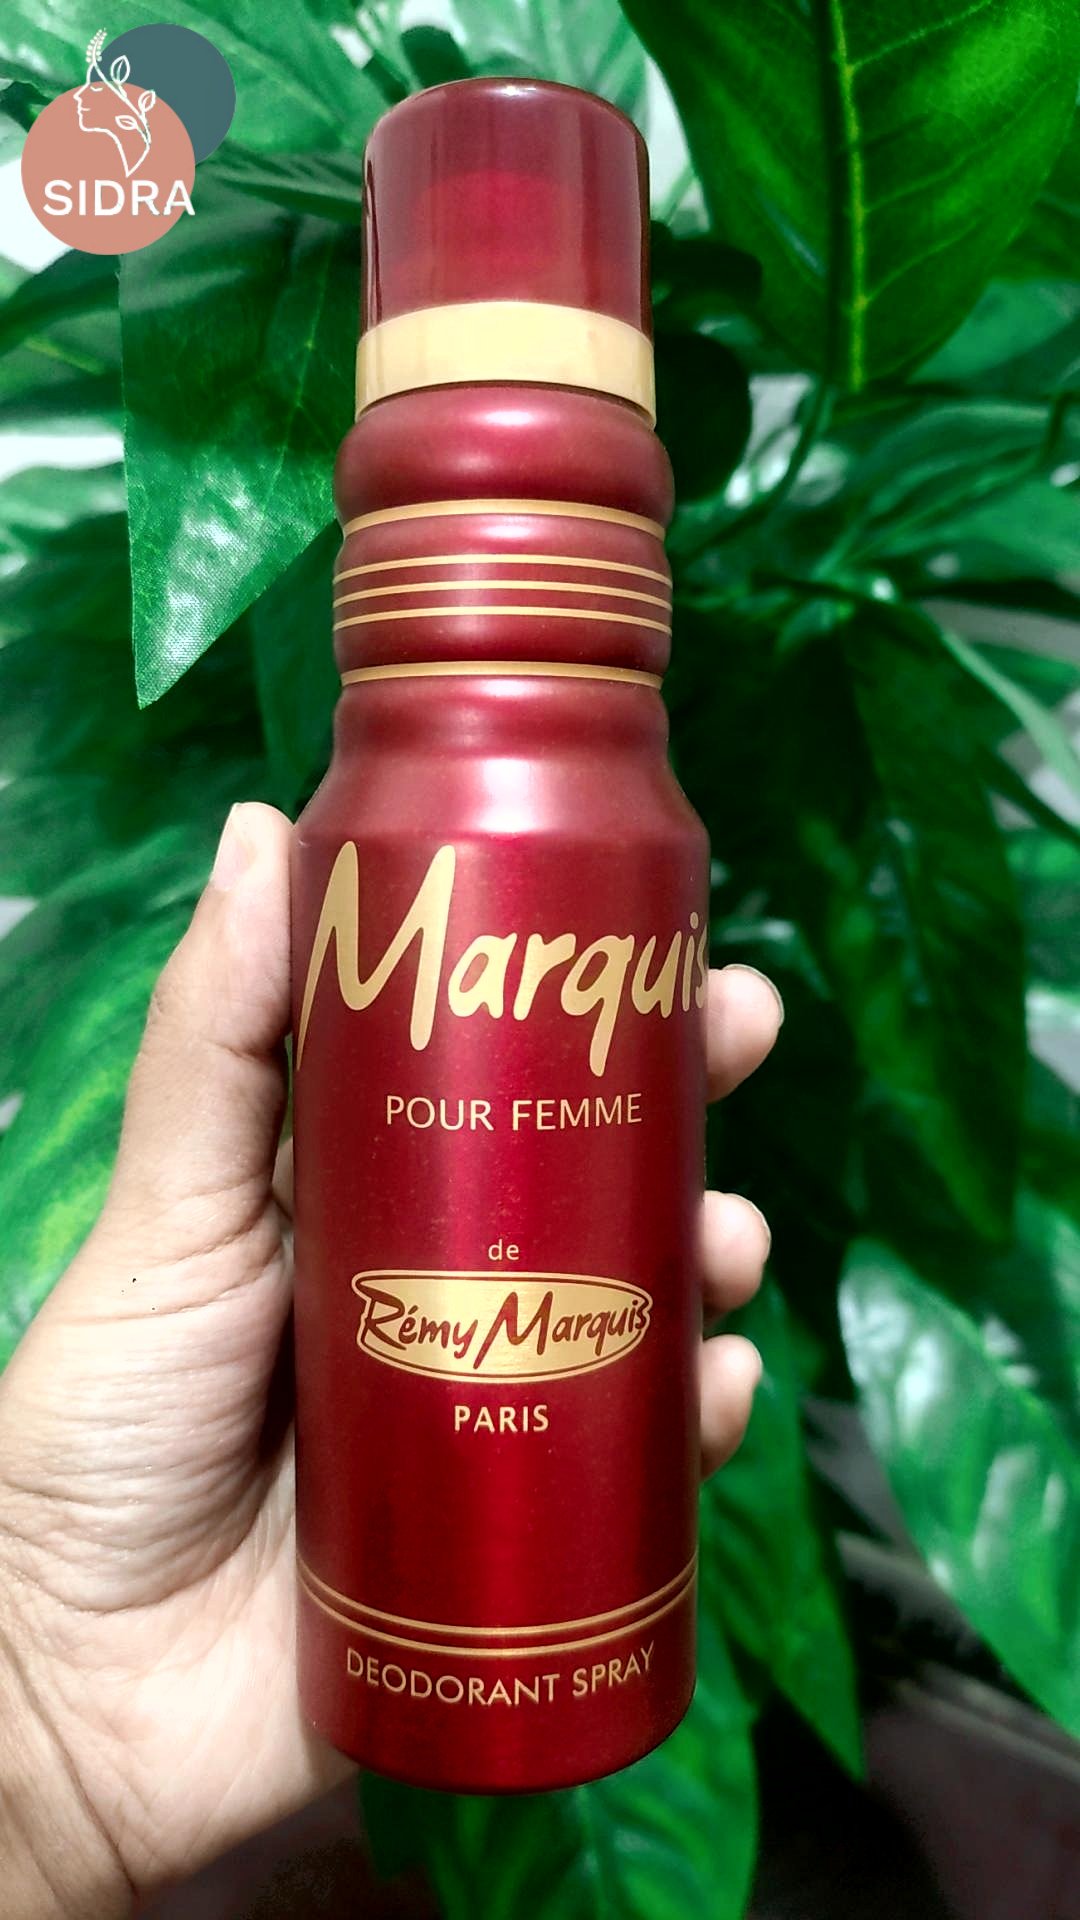 SIDRA
Marquis
POUR FEMME
de
Rémy Marquis
PARIS
DEODORANT SPRAY